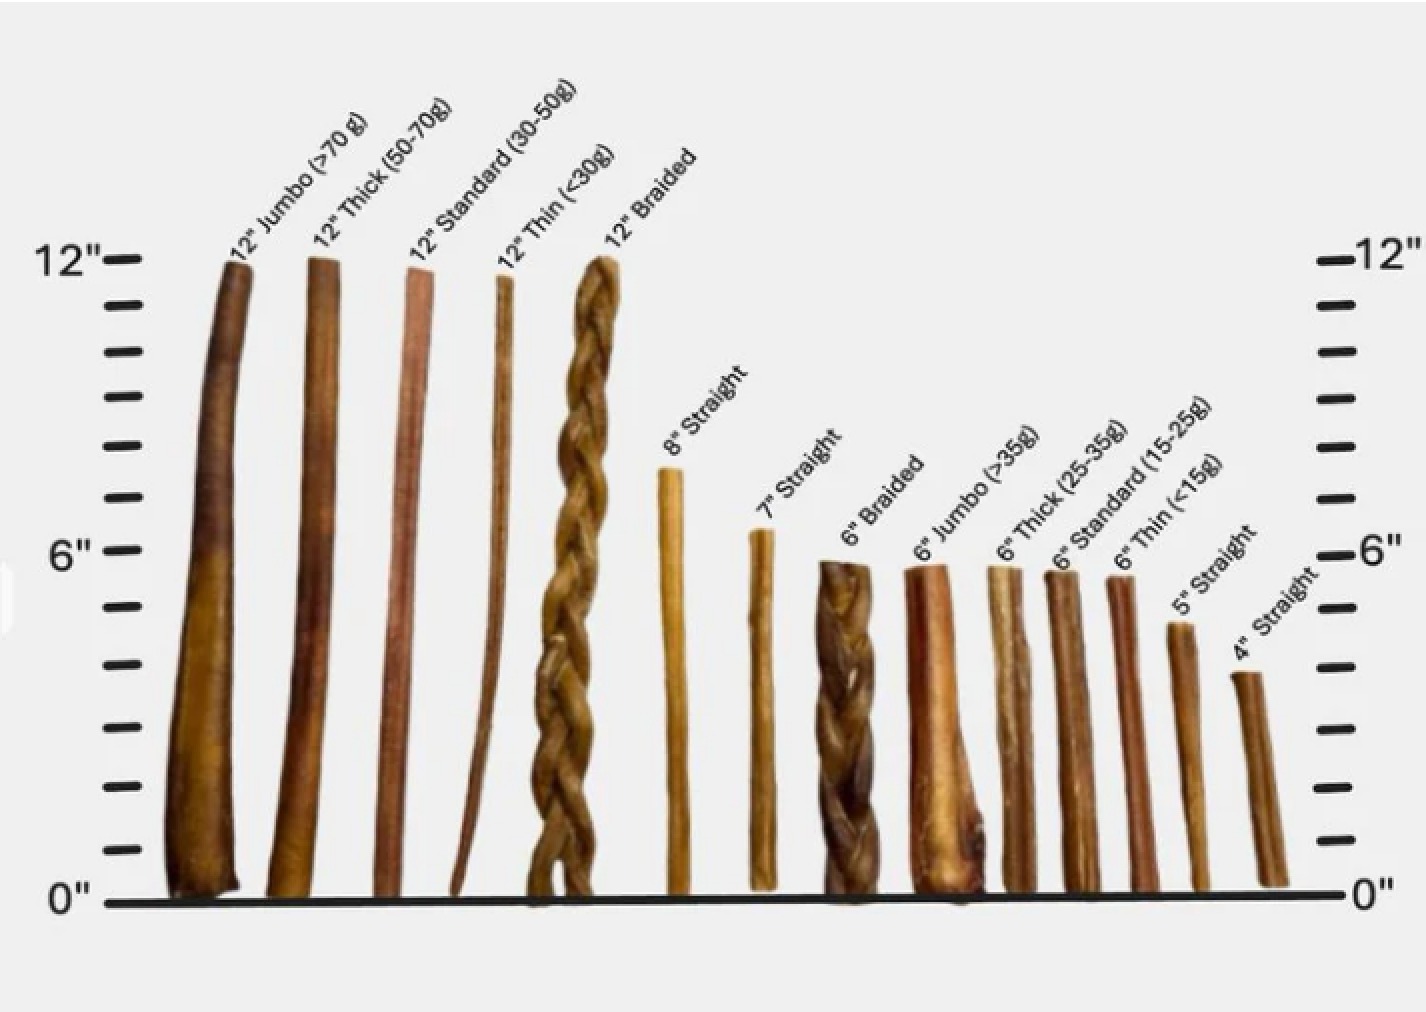 12" Jumbo (>70 g)
12" Thick (50-70g)
12" Standard (30-50g)
12" Thin (<30g)
12" Braided
8" Straight
7" Straight
6" Braided
6" Jumbo (>35g)
6" Thick (25-35g)
6" Standard (15-25g)
6" Thin (<15g)
5" Straight
4" Straight
12"
12"
6"
6"
0"
0"